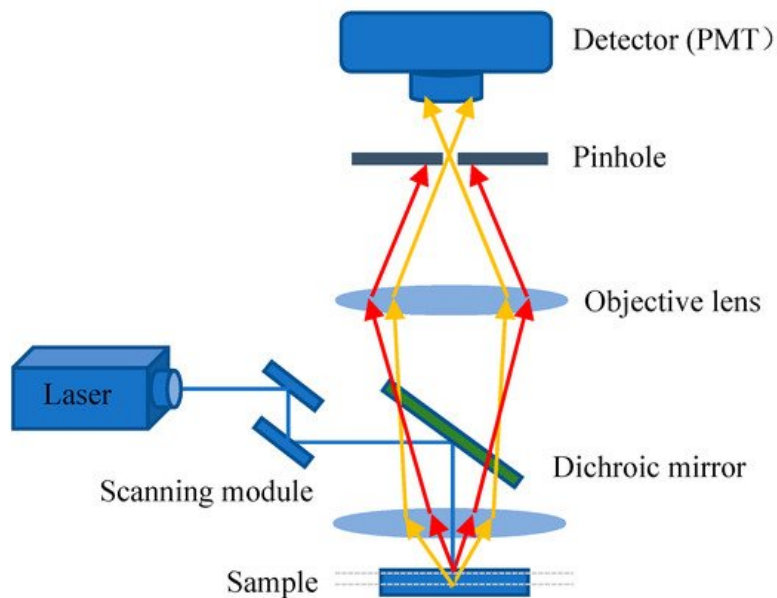 Detector (PMT）
Pinhole
Objective lens
Laser
Dichroic mirror
Scanning module
Sample